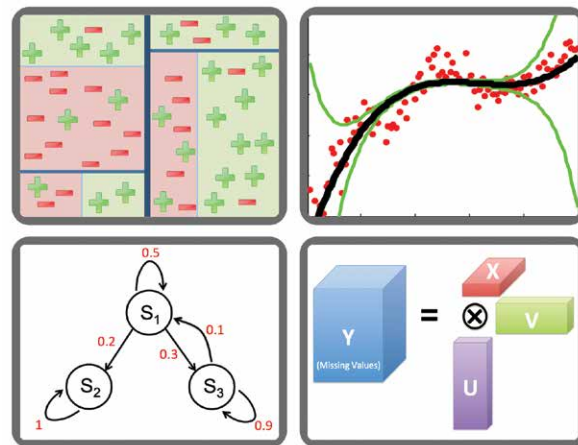 0.5
S1
0.2
0.3
0.1
S2
S3
1
0.9
X
=
⊗
V
Y
(Missing Values)
U